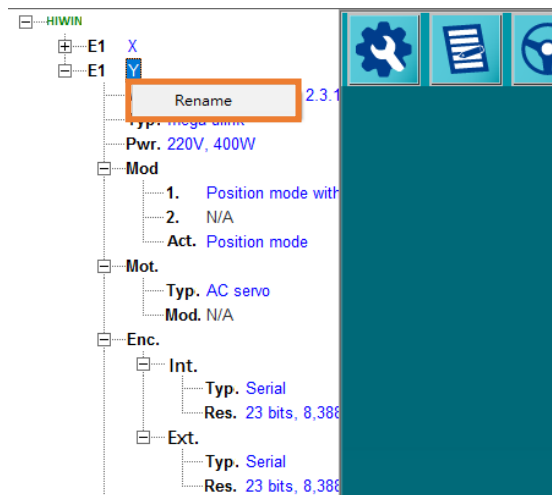 HIWIN
E1 X
E1 Y
Rename
2.3.1
Typ. mega-ulink
Pwr. 220V, 400W
Mod
1. Position mode with
2. N/A
Act. Position mode
Mot.
Typ. AC servo
Mod. N/A
Enc.
Int.
Typ. Serial
Res. 23 bits, 8,388
Ext.
Typ. Serial
Res. 23 bits, 8,388